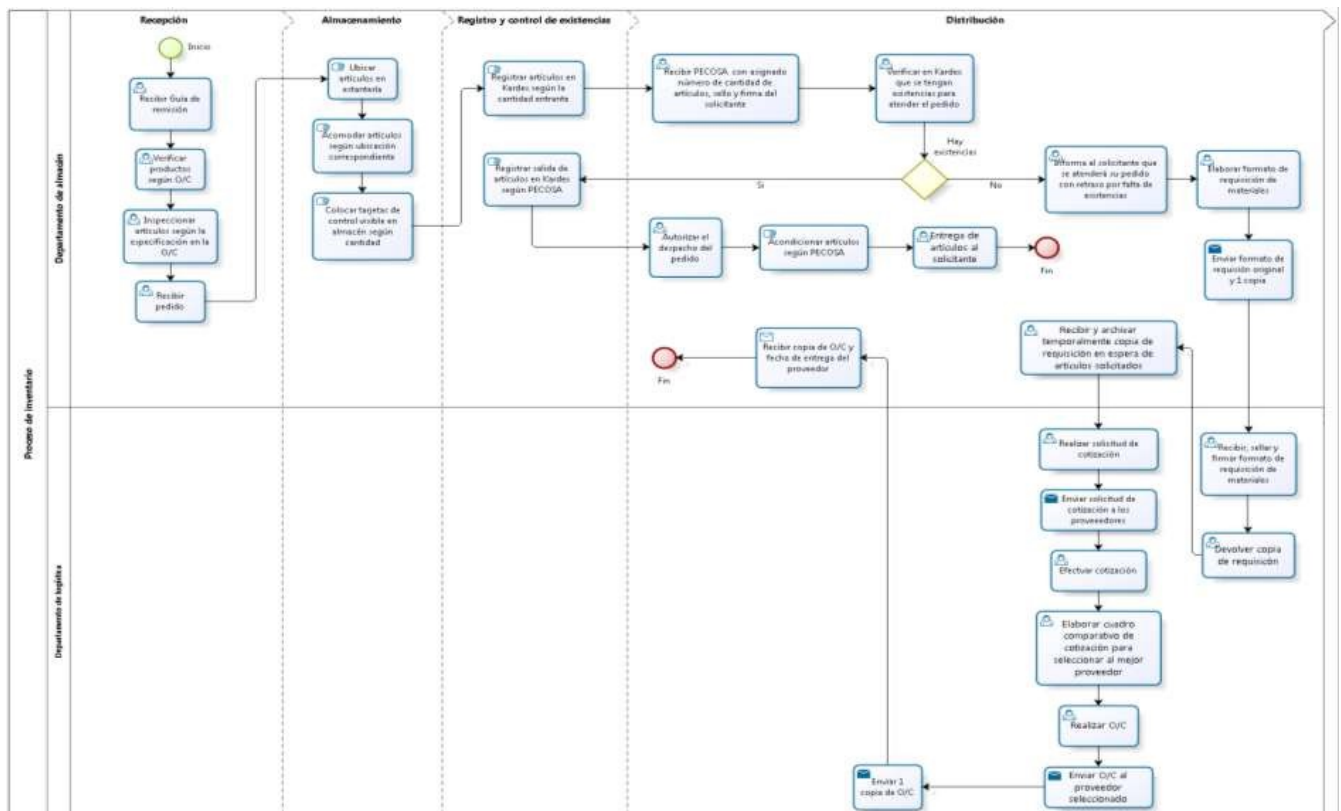 Recepción
Almacenamiento
Registro y control de existencias
Distribución
Proceso de inventario
Departamento de almacén
Departamento de logística
Inicio
Recibir Guía de
remisión
Verificar
productos
según O/C
Inspeccionar
artículos según la
especificación en la
O/C
Recibir
pedido
Ubicar
artículos en
estantería
Acomodar artículos
según ubicación
correspondiente
Colocar tarjetas de
control visible en
almacén según
cantidad
Registrar artículos en
Kardex según la
cantidad entrante
Registrar salida de
artículos en Kardex
según PECOSA
Recibe PECOSA, con asignado
número de cantidad de
artículos, sello y firma del
solicitante
Verificar en Kardex
que se tengan
existencias para
atender el pedido
Hay
existencias
Si
No
Informa al solicitante que
se atenderá su pedido
con retraso por falta de
existencias
Elaborar formato de
requisición de
materiales
Autorizar el
despacho del
pedido
Acondicionar artículos
según PECOSA
Entrega de
artículos al
solicitante
Fin
Enviar formato de
requisión original
y 1 copia
Recibir copia de O/C y
fecha de entrega del
proveedor
Fin
Recibir y archivar
temporalmente copia de
requisición en espera de
artículos solicitados
Realizar solicitud de
cotización
Enviar solicitud de
cotización a los
proveedores
Efectuar cotización
Elaborar cuadro
comparativo de
cotización para
seleccionar al mejor
proveedor
Realizar O/C
Enviar O/C al
proveedor
seleccionado
Enviar 1
copia de O/C
Recibir, sellar y
firmar formato de
requisición de
materiales
Devolver copia
de requisición